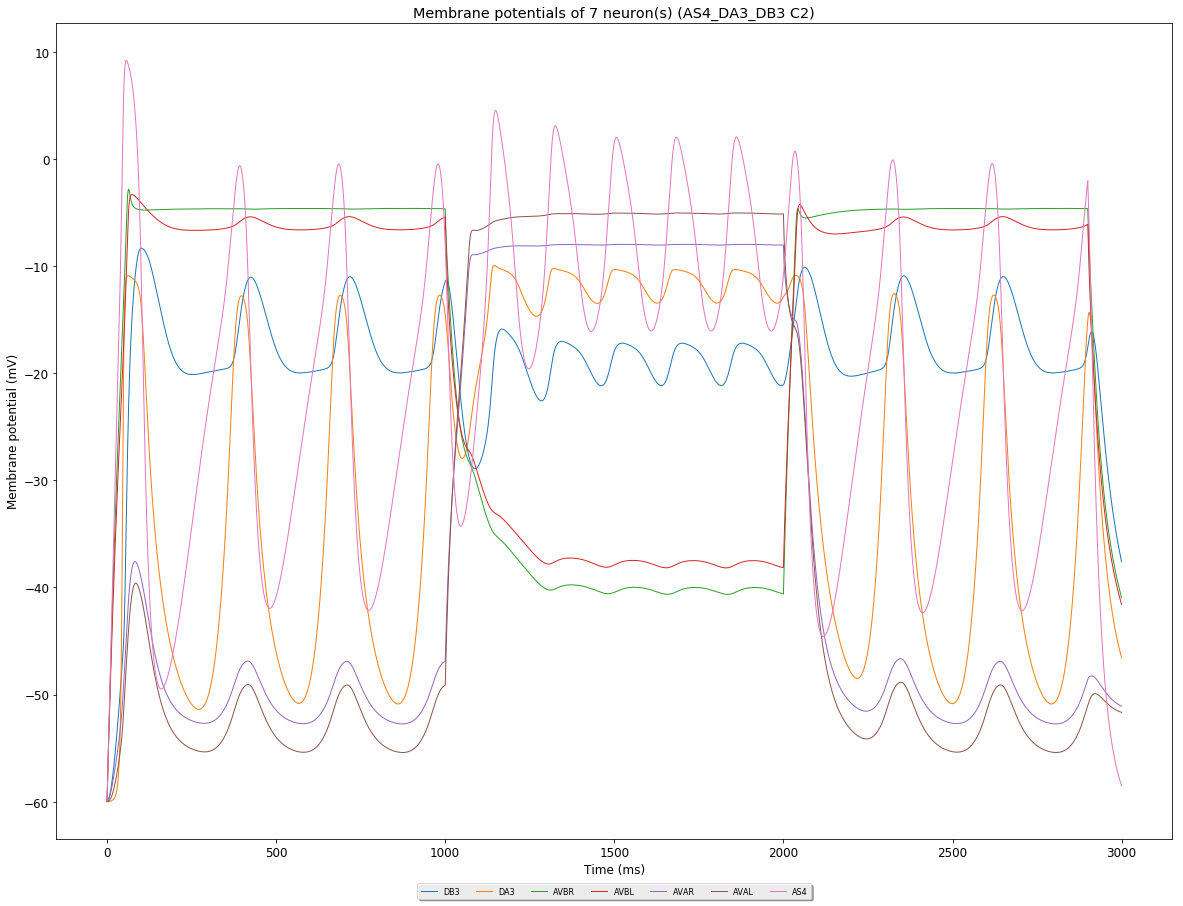 Membrane potentials of 7 neuron(s) (AS4_DA3_DB3 C2)
10
0
−10
−20
−30
−40
−50
−60
Membrane potential (mV)
0 500 1000 1500 2000 2500 3000
Time (ms)
DB3 DA3 AVBR AVBL AVAR AVAL AS4